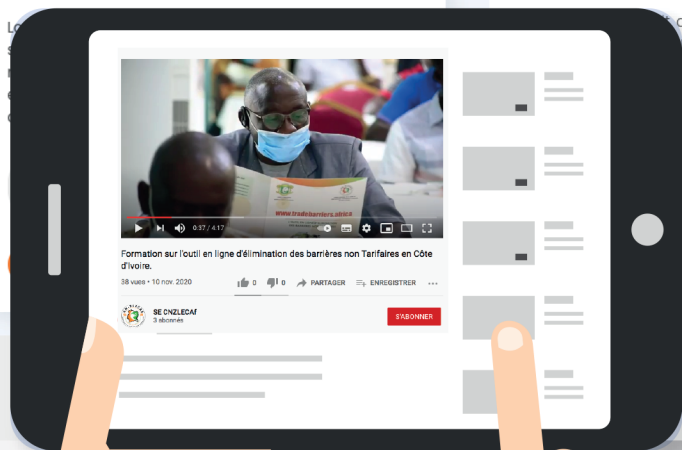 www.tradebarriers.africa
0:37 / 4:17
Formation sur l'outil en ligne d'élimination des barrières non Tarifaires en Côte
d'Ivoire.
38 vues • 10 nov. 2020
0
0
PARTAGER
ENREGISTRER
SE CNZLECAf
3 abonnés
S'ABONNER